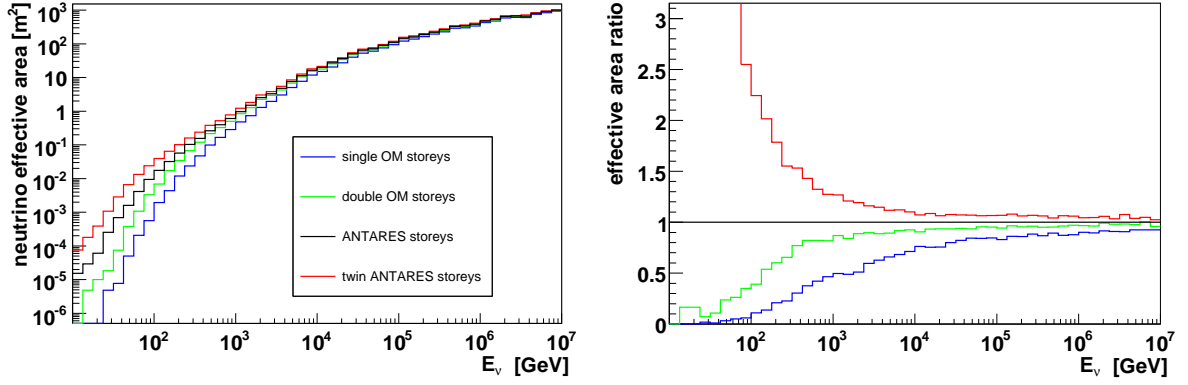 neutrino effective area [m²]
10³
10²
10
1
10⁻¹
10⁻²
10⁻³
10⁻⁴
10⁻⁵
10⁻⁶
single OM storeys
double OM storeys
ANTARES storeys
twin ANTARES storeys
10² 10³ 10⁴ 10⁵ 10⁶ 10⁷
E_ν [GeV]
effective area ratio
3
2.5
2
1.5
1
0.5
0
10² 10³ 10⁴ 10⁵ 10⁶ 10⁷
E_ν [GeV]